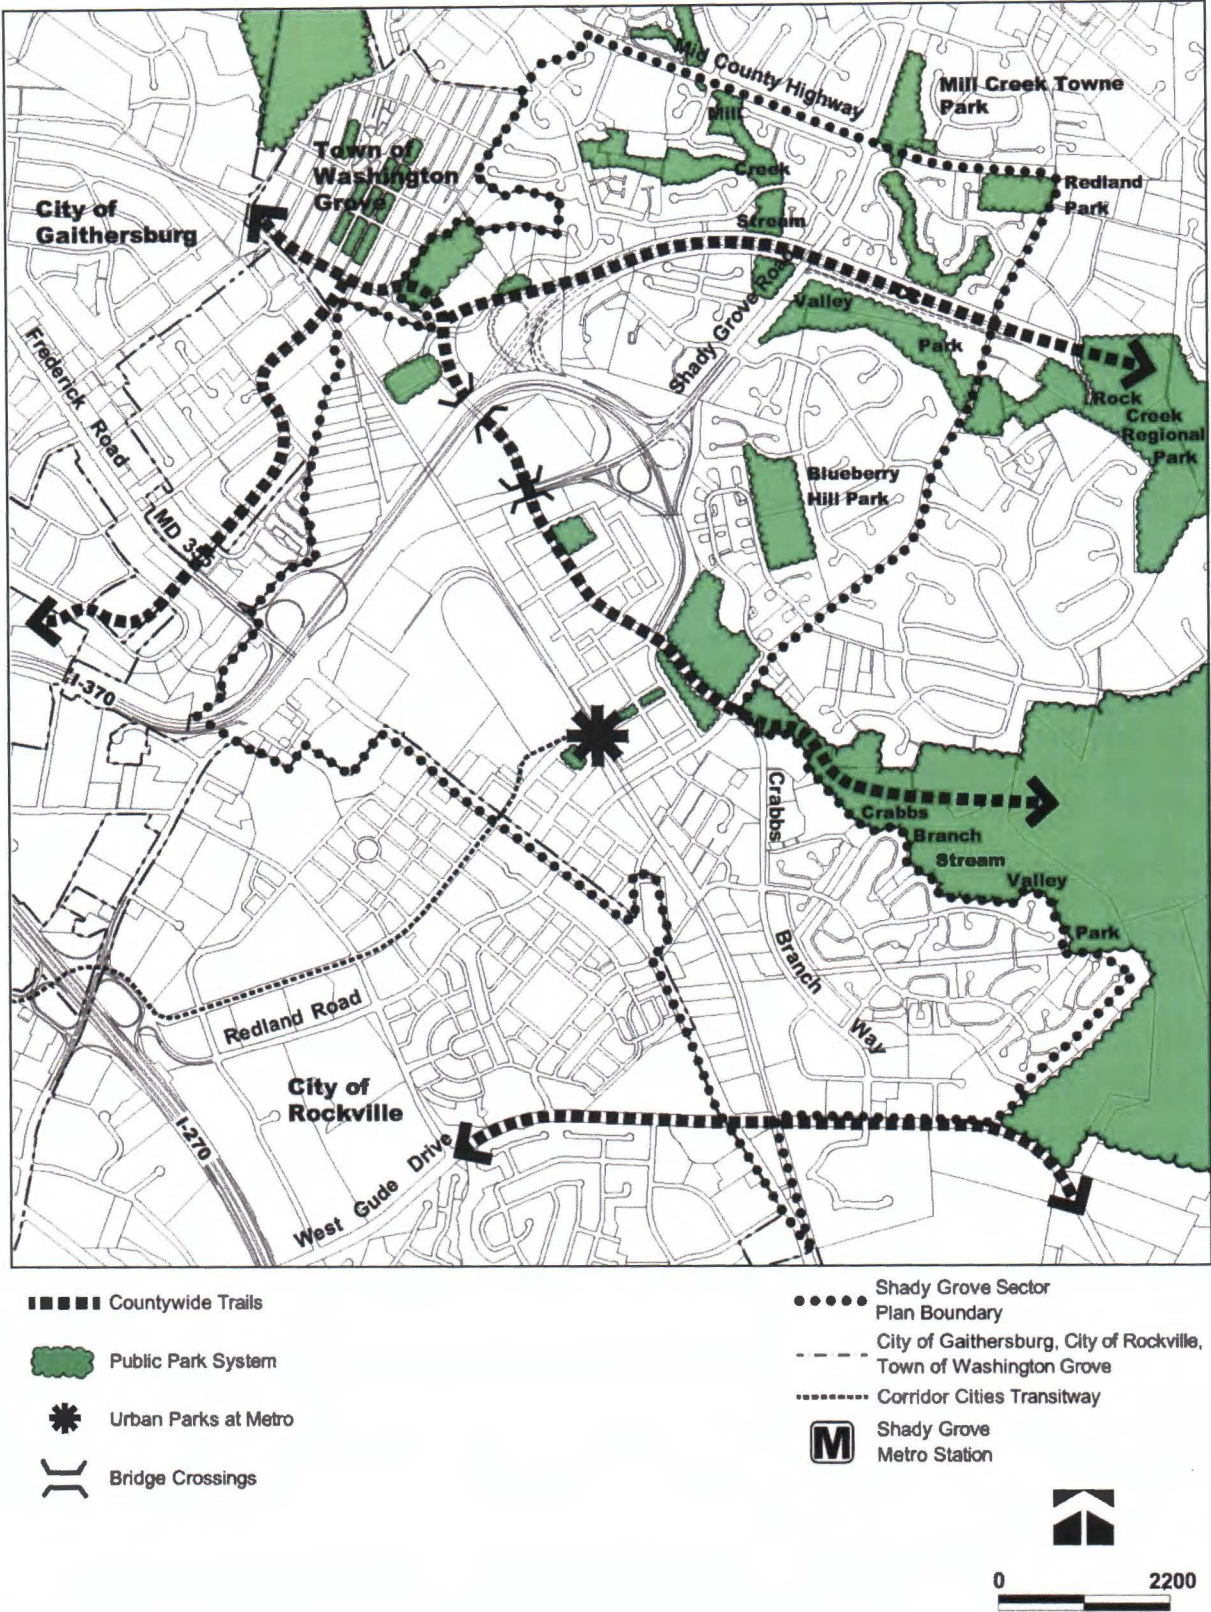 Mid County Highway
Mill Creek Towne
Park
Mill
Town of
Washington
Grove
Creek
Redland
Park
City of
Gaithersburg
Stream
Shady Grove Road
Valley
Park
Frederick Road
Rock
Creek
Regional
Park
Blueberry
Hill Park
MD 355
I-370
Crabbs
Branch
Way
Crabbs
Branch
Stream
Valley
Park
Redland Road
City of
Rockville
I-270
West Gude Drive
Countywide Trails
Public Park System
Urban Parks at Metro
Bridge Crossings
Shady Grove Sector
Plan Boundary
City of Gaithersburg, City of Rockville,
Town of Washington Grove
Corridor Cities Transitway
M
Shady Grove
Metro Station
0 2200